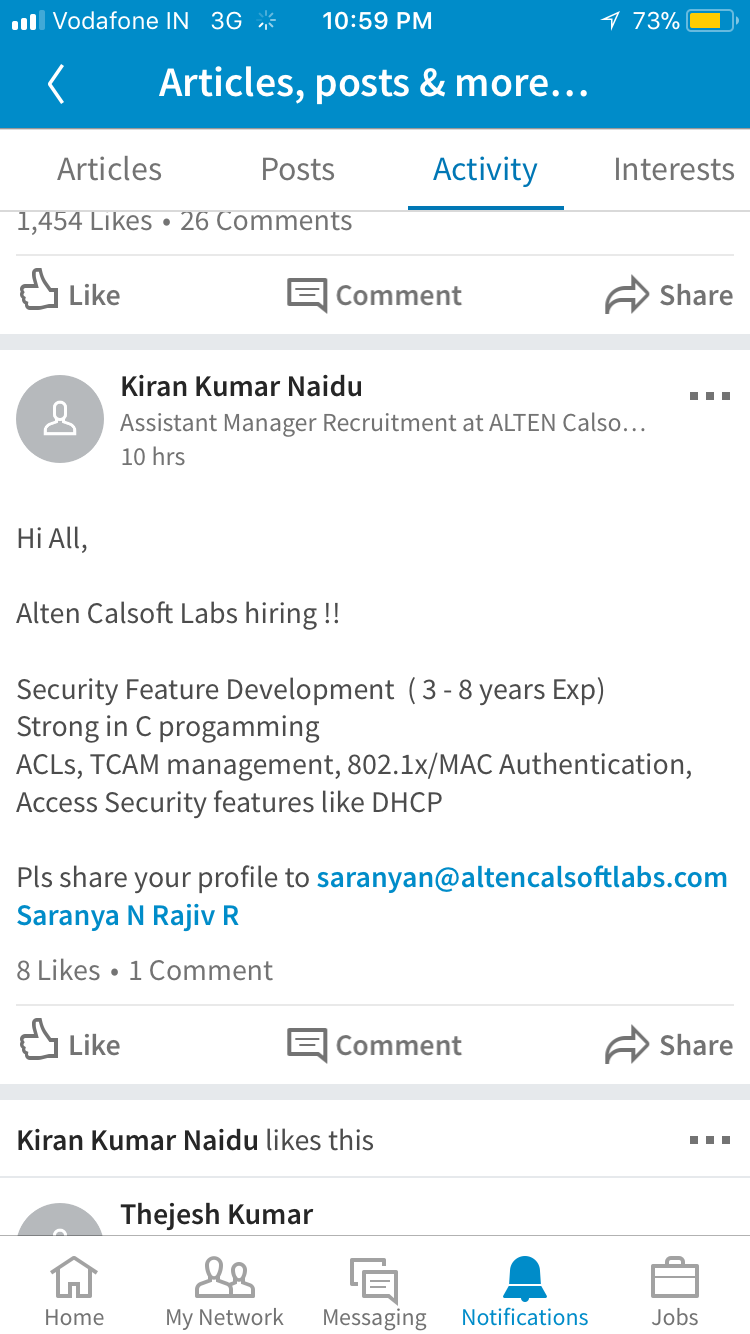 Vodafone IN 3G 10:59 PM 73%
Articles, posts & more...
Articles Posts Activity Interests
1,454 Likes • 26 Comments
Like Comment Share
Kiran Kumar Naidu
Assistant Manager Recruitment at ALTEN Calso...
10 hrs
Hi All,
Alten Calsoft Labs hiring !!
Security Feature Development ( 3 - 8 years Exp)
Strong in C progamming
ACLs, TCAM management, 802.1x/MAC Authentication,
Access Security features like DHCP
Pls share your profile to saranyan@altencalsoftlabs.com
Saranya N Rajiv R
8 Likes • 1 Comment
Like Comment Share
Kiran Kumar Naidu likes this
Thejesh Kumar
Home My Network Messaging Notifications Jobs